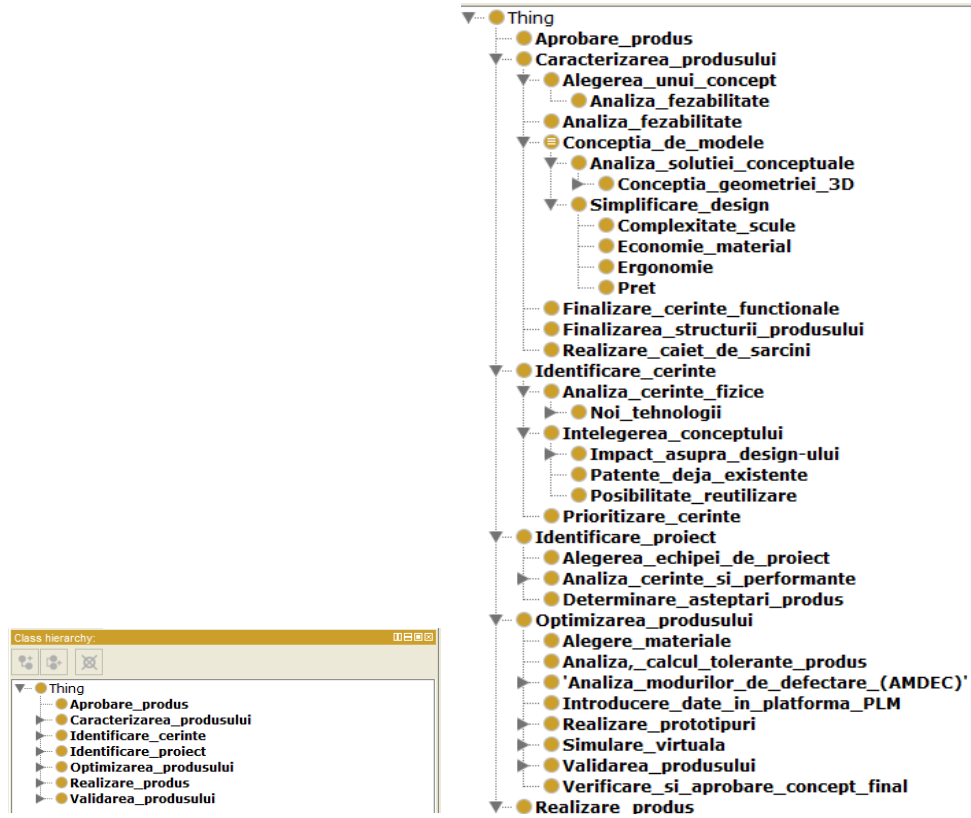 Class hierarchy:
Thing
Aprobare_produs
Caracterizarea_produsului
Identificare_cerinte
Identificare_proiect
Optimizarea_produsului
Realizare_produs
Validarea_produsului
Thing
Aprobare_produs
Caracterizarea_produsului
Alegerea_unui_concept
Analiza_fezabilitate
Analiza_fezabilitate
Conceptia_de_modele
Analiza_solutiei_conceptuale
Conceptia_geometriei_3D
Simplificare_design
Complexitate_scule
Economie_material
Ergonomie
Pret
Finalizare_cerinte_functionale
Finalizarea_structurii_produsului
Realizare_caiet_de_sarcini
Identificare_cerinte
Analiza_cerinte_fizice
Noi_tehnologii
Intelegerea_conceptului
Impact_asupra_design-ului
Patente_deja_existente
Posibilitate_reutilizare
Prioritizare_cerinte
Identificare_proiect
Alegerea_echipei_de_proiect
Analiza_cerinte_si_performante
Determinare_asteptari_produs
Optimizarea_produsului
Alegere_materiale
Analiza,_calcul_tolerante_produs
'Analiza_modurilor_de_defectare_(AMDEC)'
Introducere_date_in_platforma_PLM
Realizare_prototipuri
Simulare_virtuala
Validarea_produsului
Verificare_si_aprobare_concept_final
Realizare_produs